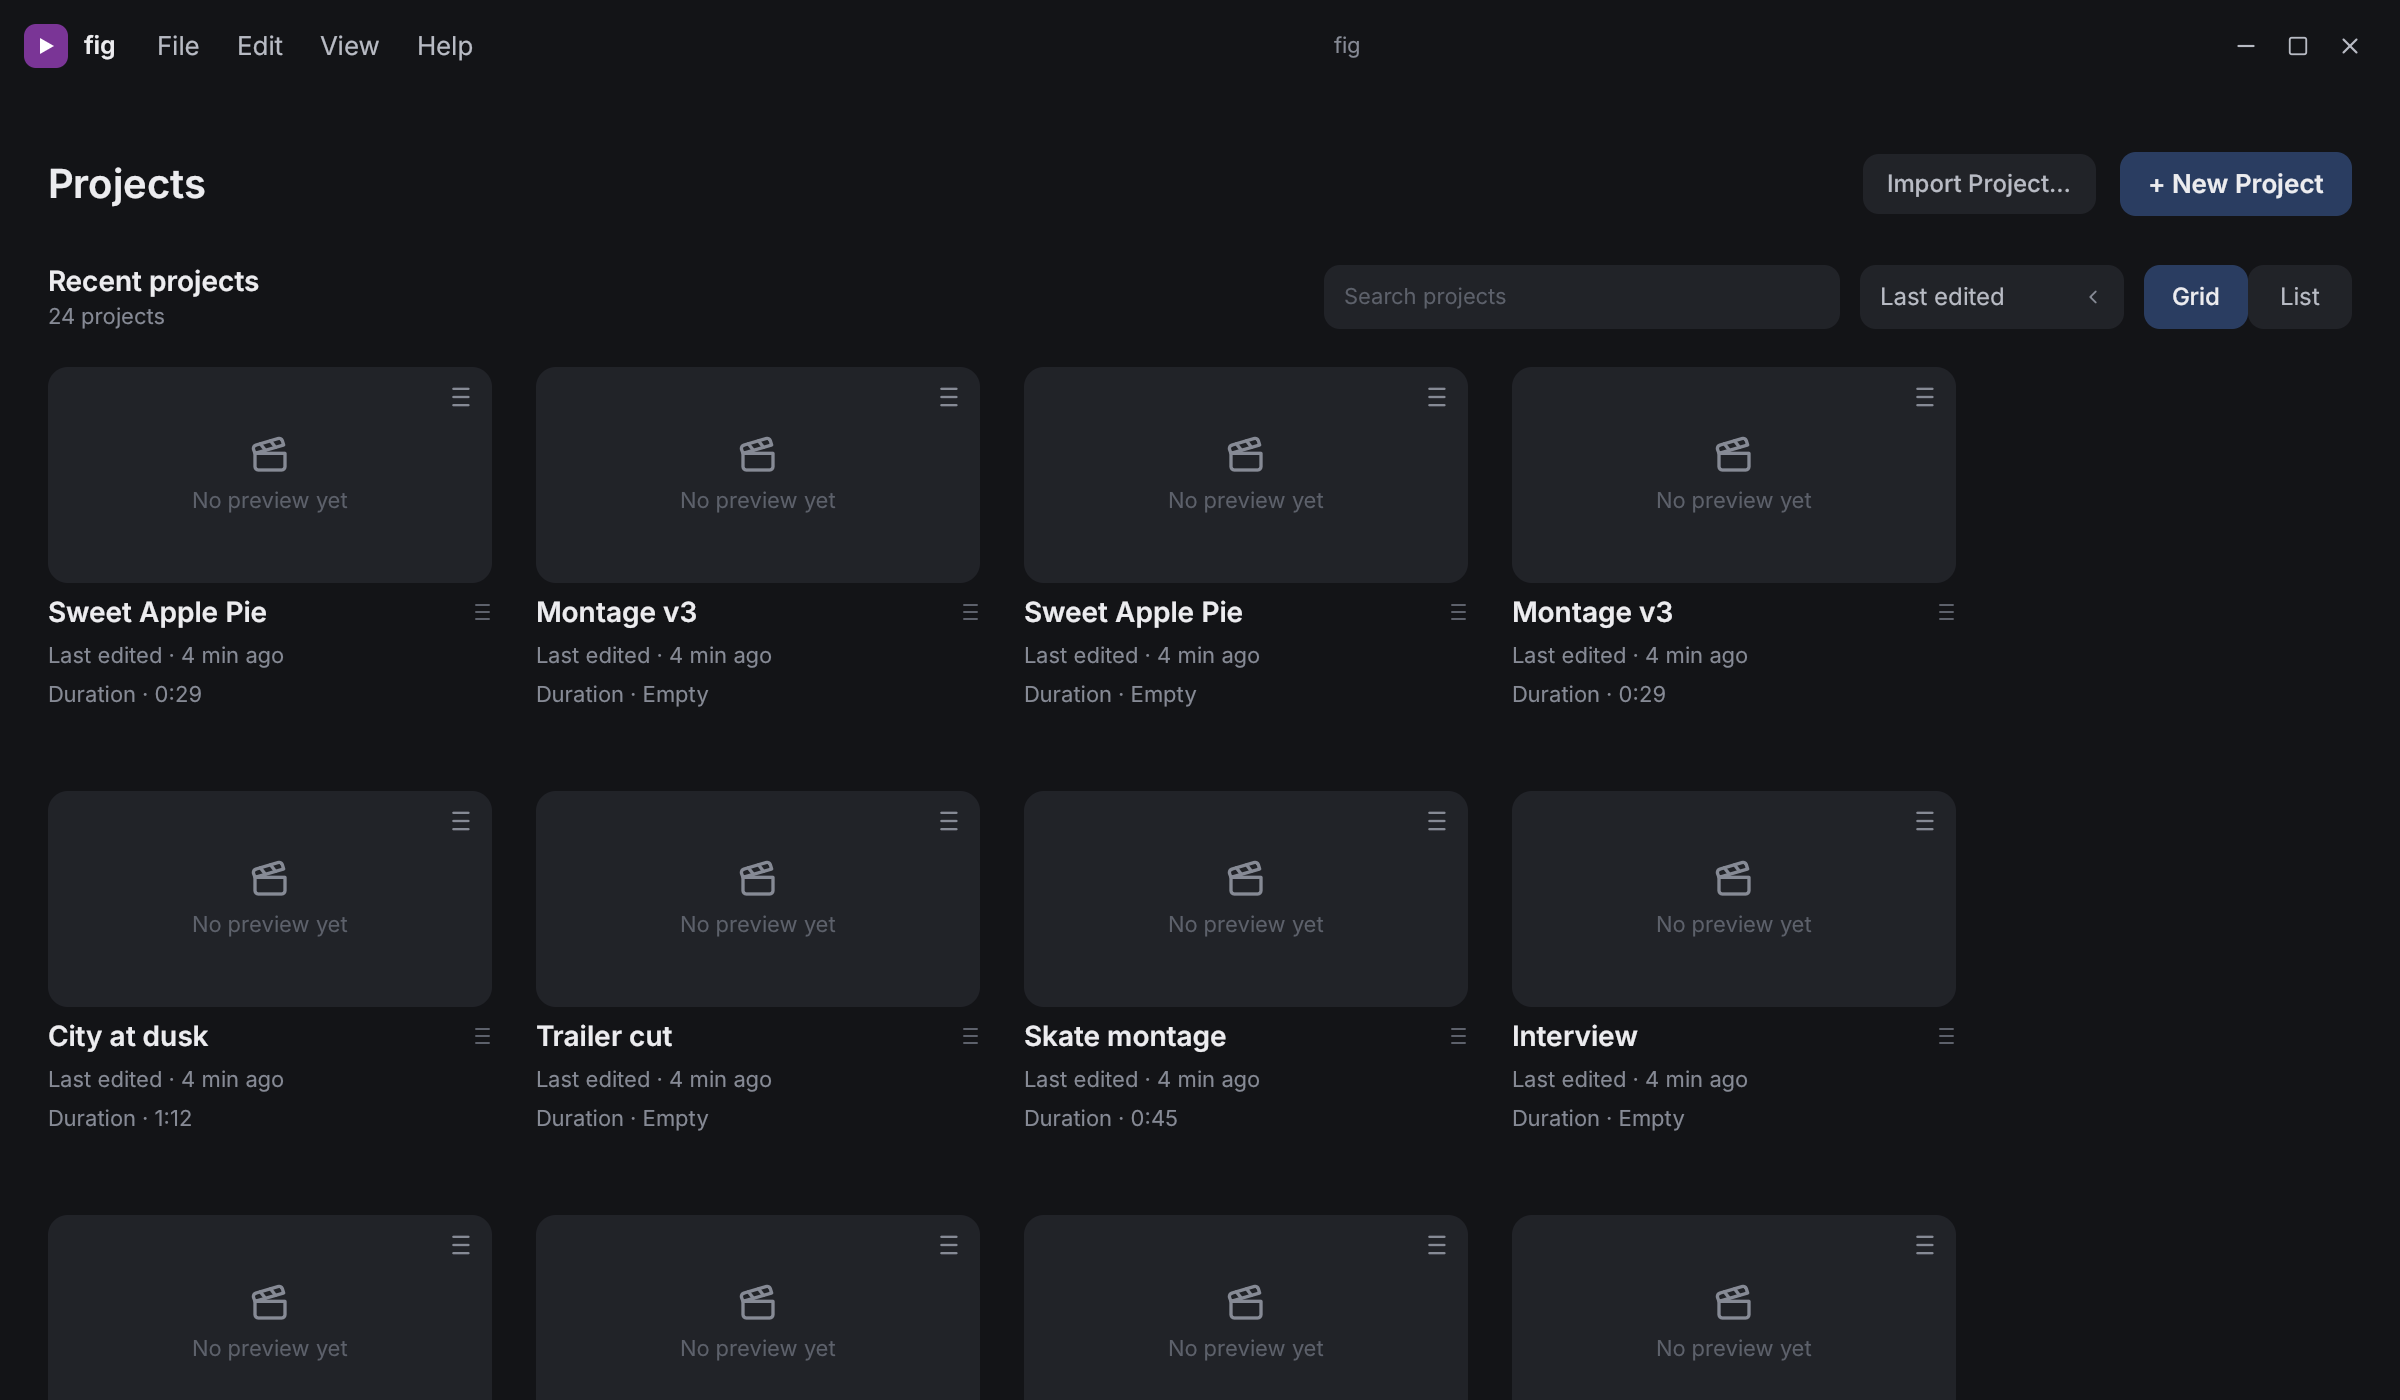 fig File Edit View Help fig
Projects
Import Project... + New Project
Recent projects
24 projects
Search projects Last edited Grid List
No preview yet No preview yet No preview yet No preview yet
Sweet Apple Pie Montage v3 Sweet Apple Pie Montage v3
Last edited · 4 min ago Last edited · 4 min ago Last edited · 4 min ago Last edited · 4 min ago
Duration · 0:29 Duration · Empty Duration · Empty Duration · 0:29
No preview yet No preview yet No preview yet No preview yet
City at dusk Trailer cut Skate montage Interview
Last edited · 4 min ago Last edited · 4 min ago Last edited · 4 min ago Last edited · 4 min ago
Duration · 1:12 Duration · Empty Duration · 0:45 Duration · Empty
No preview yet No preview yet No preview yet No preview yet